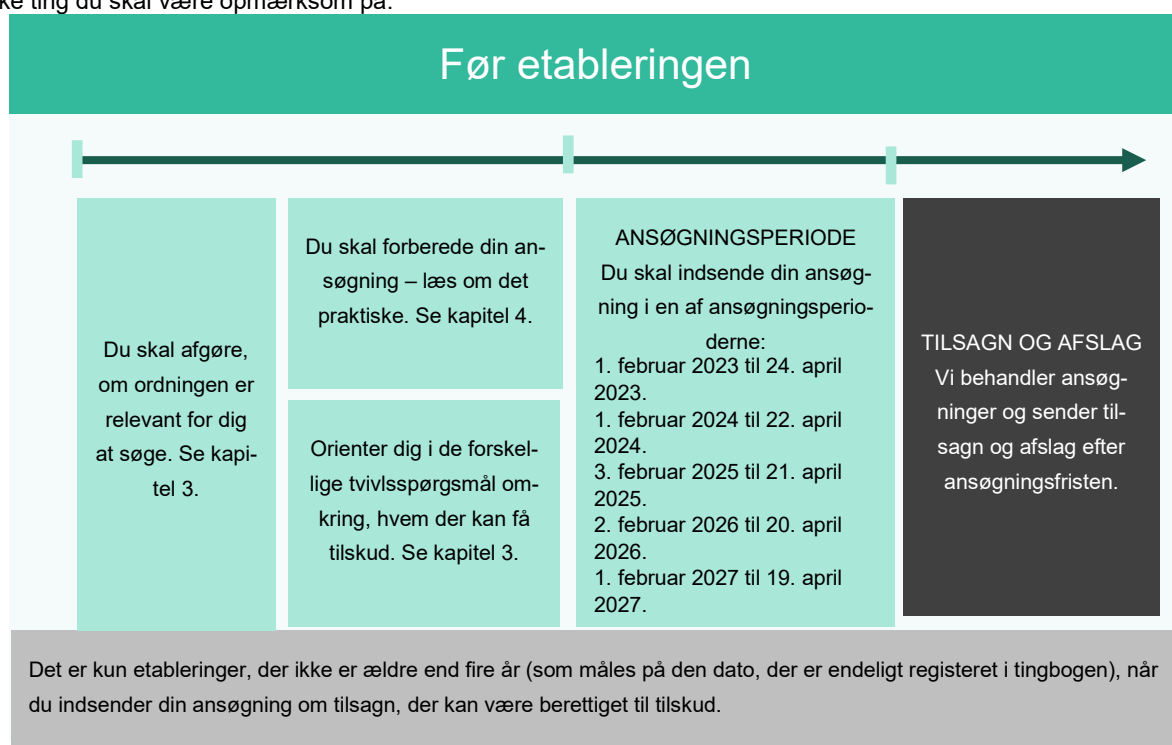 ke ting du skal være opmærksom på.
Før etableringen
Du skal afgøre,
om ordningen er
relevant for dig
at søge. Se kapi-
tel 3.
Du skal forberede din an-
søgning – læs om det
praktiske. Se kapitel 4.
Orienter dig i de forskel-
lige tvivlsspørgsmål om-
kring, hvem der kan få
tilskud. Se kapitel 3.
ANSØGNINGSPERIODE
Du skal indsende din ansøg-
ning i en af ansøgningsperio-
derne:
1. februar 2023 til 24. april
2023.
1. februar 2024 til 22. april
2024.
3. februar 2025 til 21. april
2025.
2. februar 2026 til 20. april
2026.
1. februar 2027 til 19. april
2027.
TILSAGN OG AFSLAG
Vi behandler ansøg-
ninger og sender til-
sagn og afslag efter
ansøgningsfristen.
Det er kun etableringer, der ikke er ældre end fire år (som måles på den dato, der er endeligt registeret i tingbogen), når
du indsender din ansøgning om tilsagn, der kan være berettiget til tilskud.